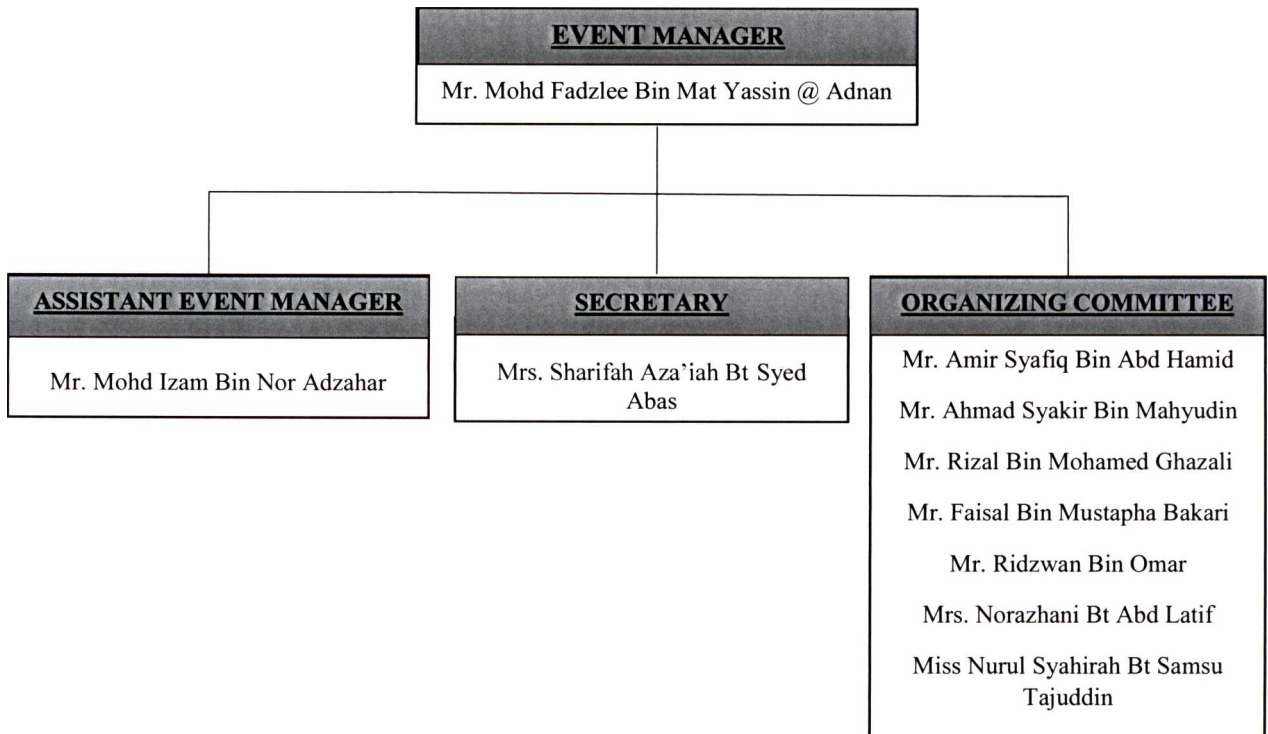 EVENT MANAGER
Mr. Mohd Fadzlee Bin Mat Yassin @ Adnan
ASSISTANT EVENT MANAGER
Mr. Mohd Izam Bin Nor Adzahar
SECRETARY
Mrs. Sharifah Aza’iah Bt Syed
Abas
ORGANIZING COMMITTEE
Mr. Amir Syafiq Bin Abd Hamid
Mr. Ahmad Syakir Bin Mahyudin
Mr. Rizal Bin Mohamed Ghazali
Mr. Faisal Bin Mustapha Bakari
Mr. Ridzwan Bin Omar
Mrs. Norazhani Bt Abd Latif
Miss Nurul Syahirah Bt Samsu
Tajuddin